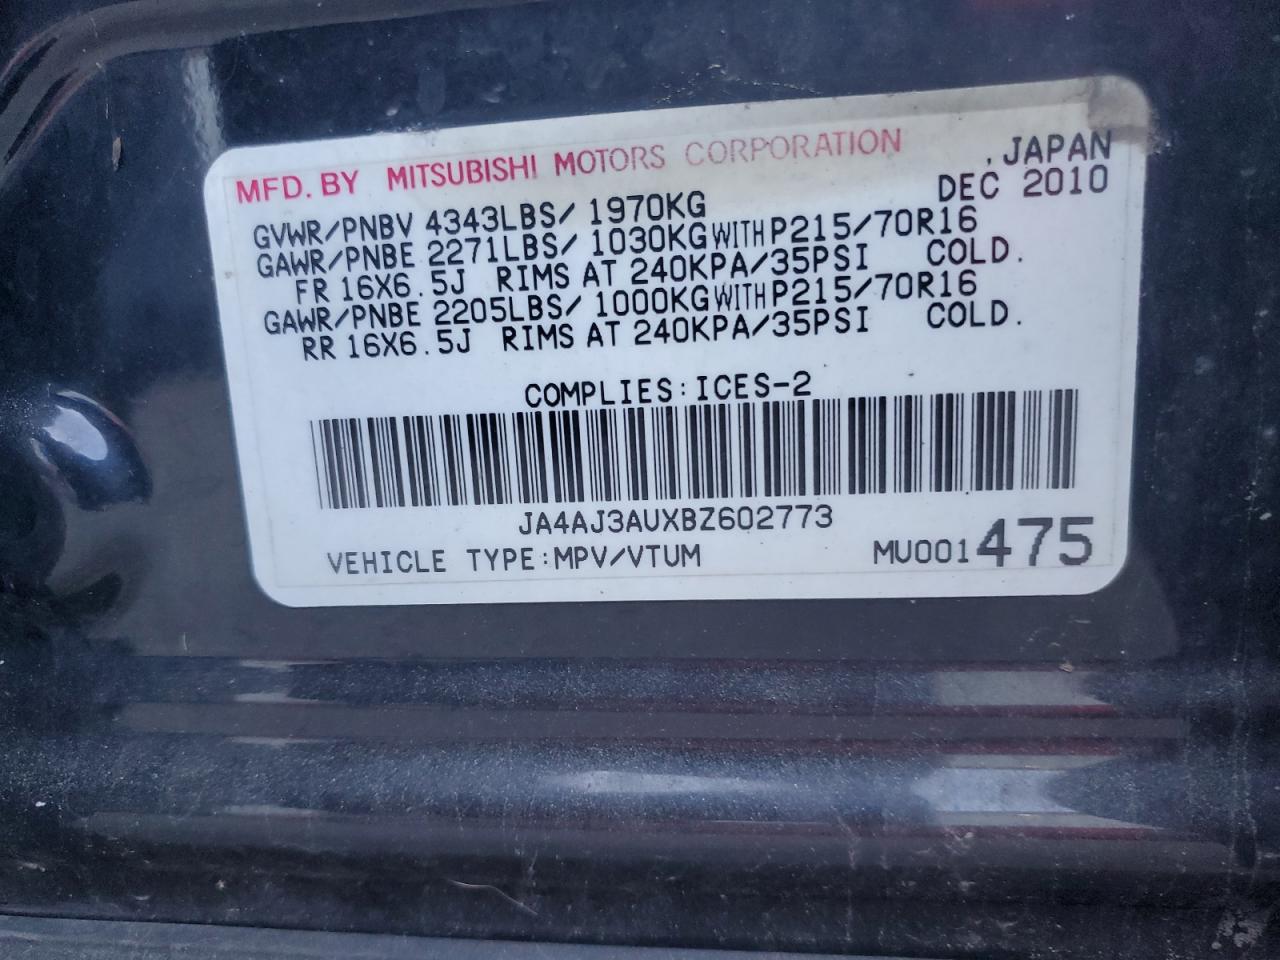 MFD. BY MITSUBISHI MOTORS CORPORATION , JAPAN
DEC 2010
GVWR/PNBV 4343LBS/ 1970KG
GAWR/PNBE 2271LBS/ 1030KG WITH P215/70R16
FR 16X6.5J RIMS AT 240KPA/35PSI COLD.
GAWR/PNBE 2205LBS/ 1000KG WITH P215/70R16
RR 16X6.5J RIMS AT 240KPA/35PSI COLD.
COMPLIES:ICES-2
JA4AJ3AUXBZ602773
VEHICLE TYPE:MPV/VTUM MU001475